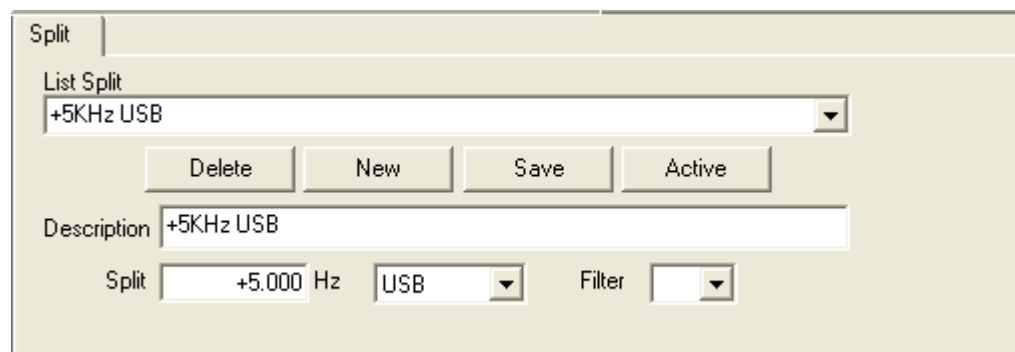 Split
List Split
+5KHz USB
Delete New Save Active
Description +5KHz USB
Split +5.000 Hz USB Filter